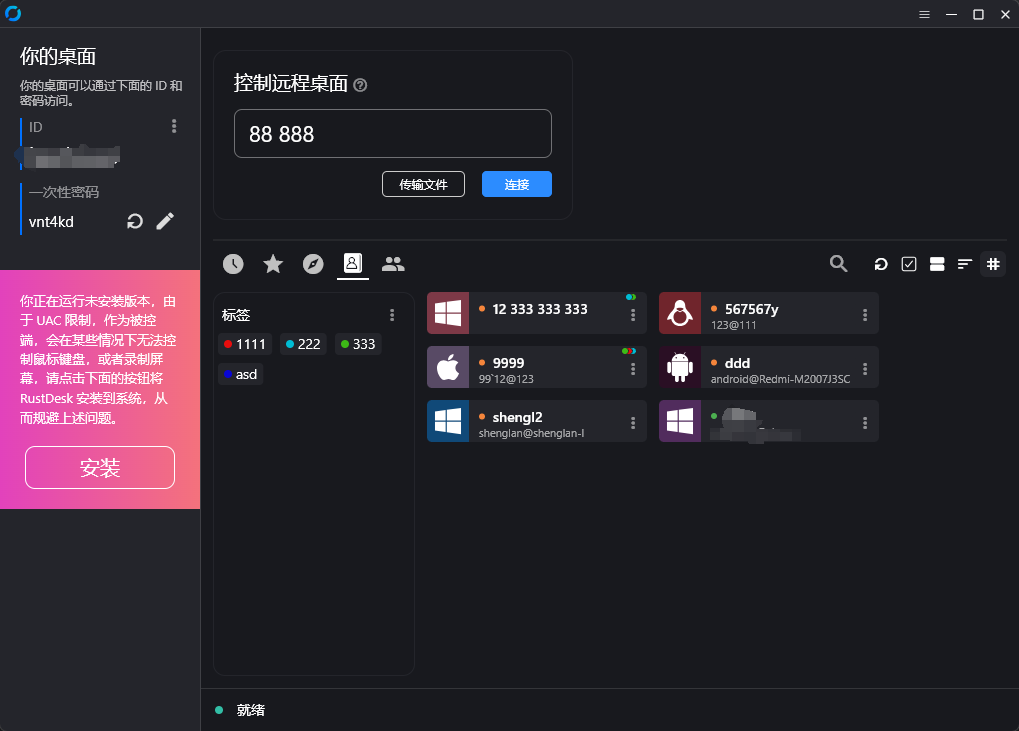 你的桌面
你的桌面可以通过下面的 ID 和
密码访问。
ID
一次性密码
vnt4kd
你正在运行未安装版本，由
于 UAC 限制，作为被控
端，会在某些情况下无法控
制鼠标键盘，或者录制屏
幕，请点击下面的按钮将
RustDesk 安装到系统，从
而规避上述问题。
安装
控制远程桌面
88 888
传输文件 连接
标签
1111 222 333
asd
12 333 333 333
567567y
123@111
9999
99`12@123
ddd
android@Redmi-M2007J3SC
shengl2
shenglan@shenglan-l
就绪